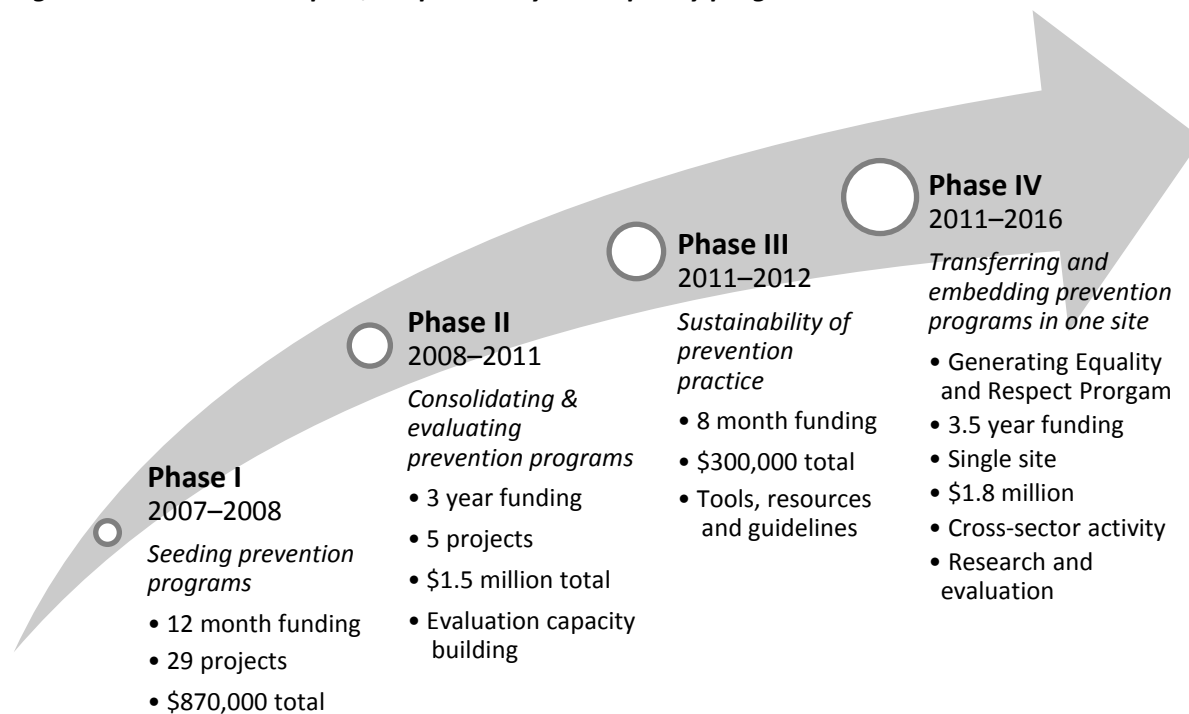 Phase I
2007–2008
Seeding prevention
programs
• 12 month funding
• 29 projects
• $870,000 total
Phase II
2008–2011
Consolidating &
evaluating
prevention programs
• 3 year funding
• 5 projects
• $1.5 million total
• Evaluation capacity
building
Phase III
2011–2012
Sustainability of
prevention
practice
• 8 month funding
• $300,000 total
• Tools, resources
and guidelines
Phase IV
2011–2016
Transferring and
embedding prevention
programs in one site
• Generating Equality
and Respect Prorgam
• 3.5 year funding
• Single site
• $1.8 million
• Cross-sector activity
• Research and
evaluation